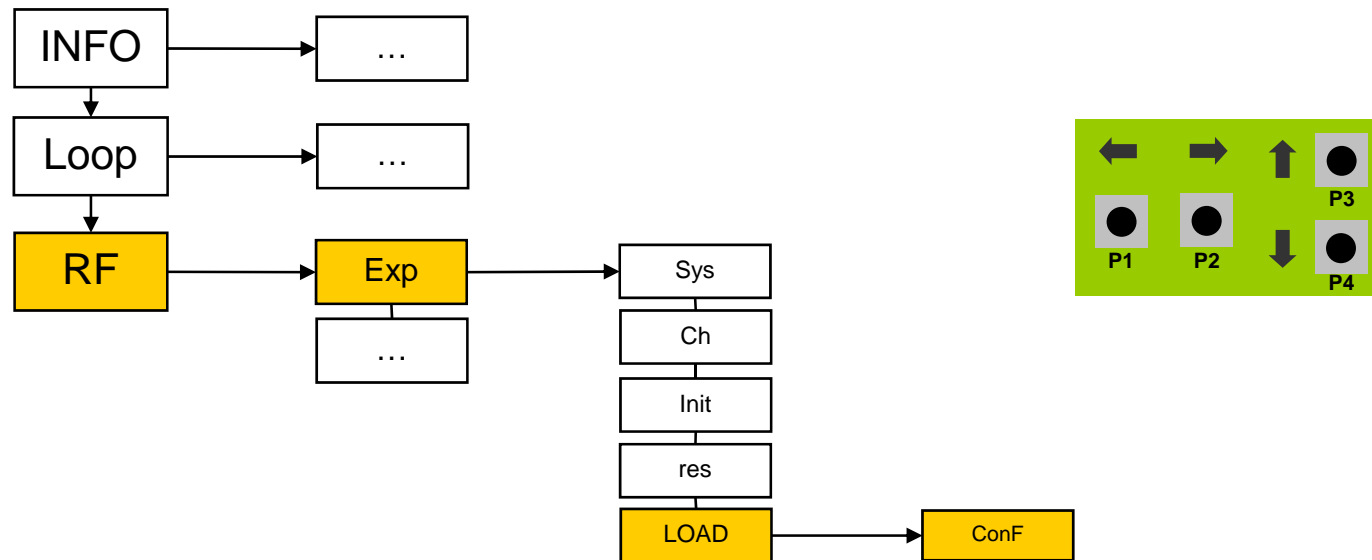 INFO
…
Loop
…
RF
Exp
…
Sys
Ch
Init
res
LOAD
ConF
P3
P1
P2
P4